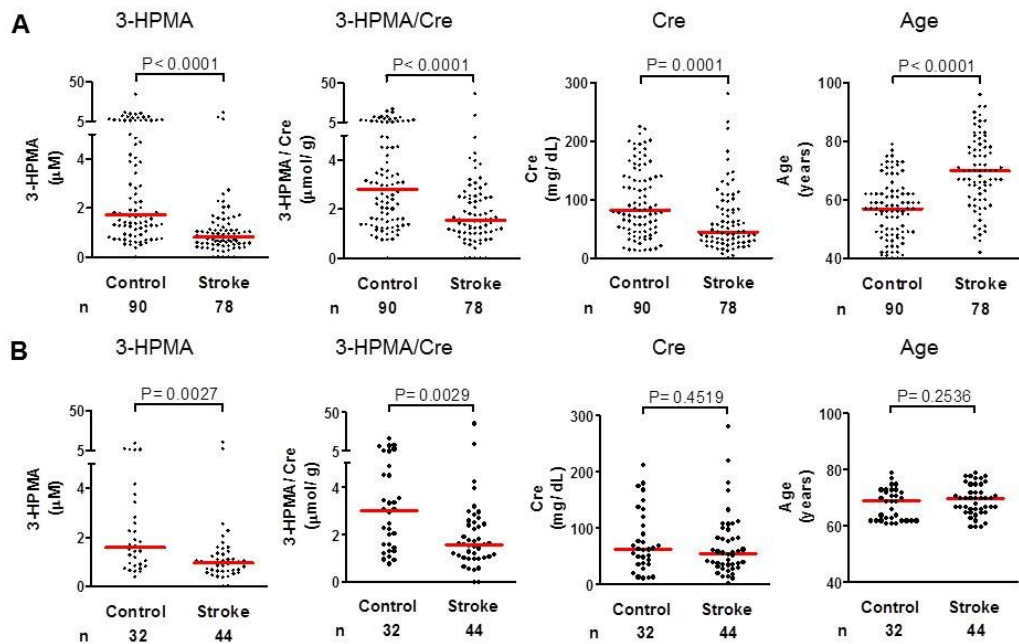 A
3-HPMA 3-HPMA/Cre Cre Age
P< 0.0001 P< 0.0001 P= 0.0001 P< 0.0001
3-HPMA
(µM)
50
5
4
2
0
Control Stroke
n 90 78
3-HPMA / Cre
(µmol/ g)
50
5
4
2
0
Control Stroke
90 78
Cre
(mg/ dL)
300
200
100
0
Control Stroke
90 78
Age
(years)
100
80
60
40
Control Stroke
n 90 78
B
3-HPMA 3-HPMA/Cre Cre Age
P= 0.0027 P= 0.0029 P= 0.4519 P= 0.2536
3-HPMA
(µM)
50
5
4
2
0
Control Stroke
n 32 44
3-HPMA / Cre
(µmol/ g)
50
5
4
2
0
Control Stroke
n 32 44
Cre
(mg/ dL)
300
200
100
0
Control Stroke
n 32 44
Age
(years)
100
80
60
40
Control Stroke
n 32 44